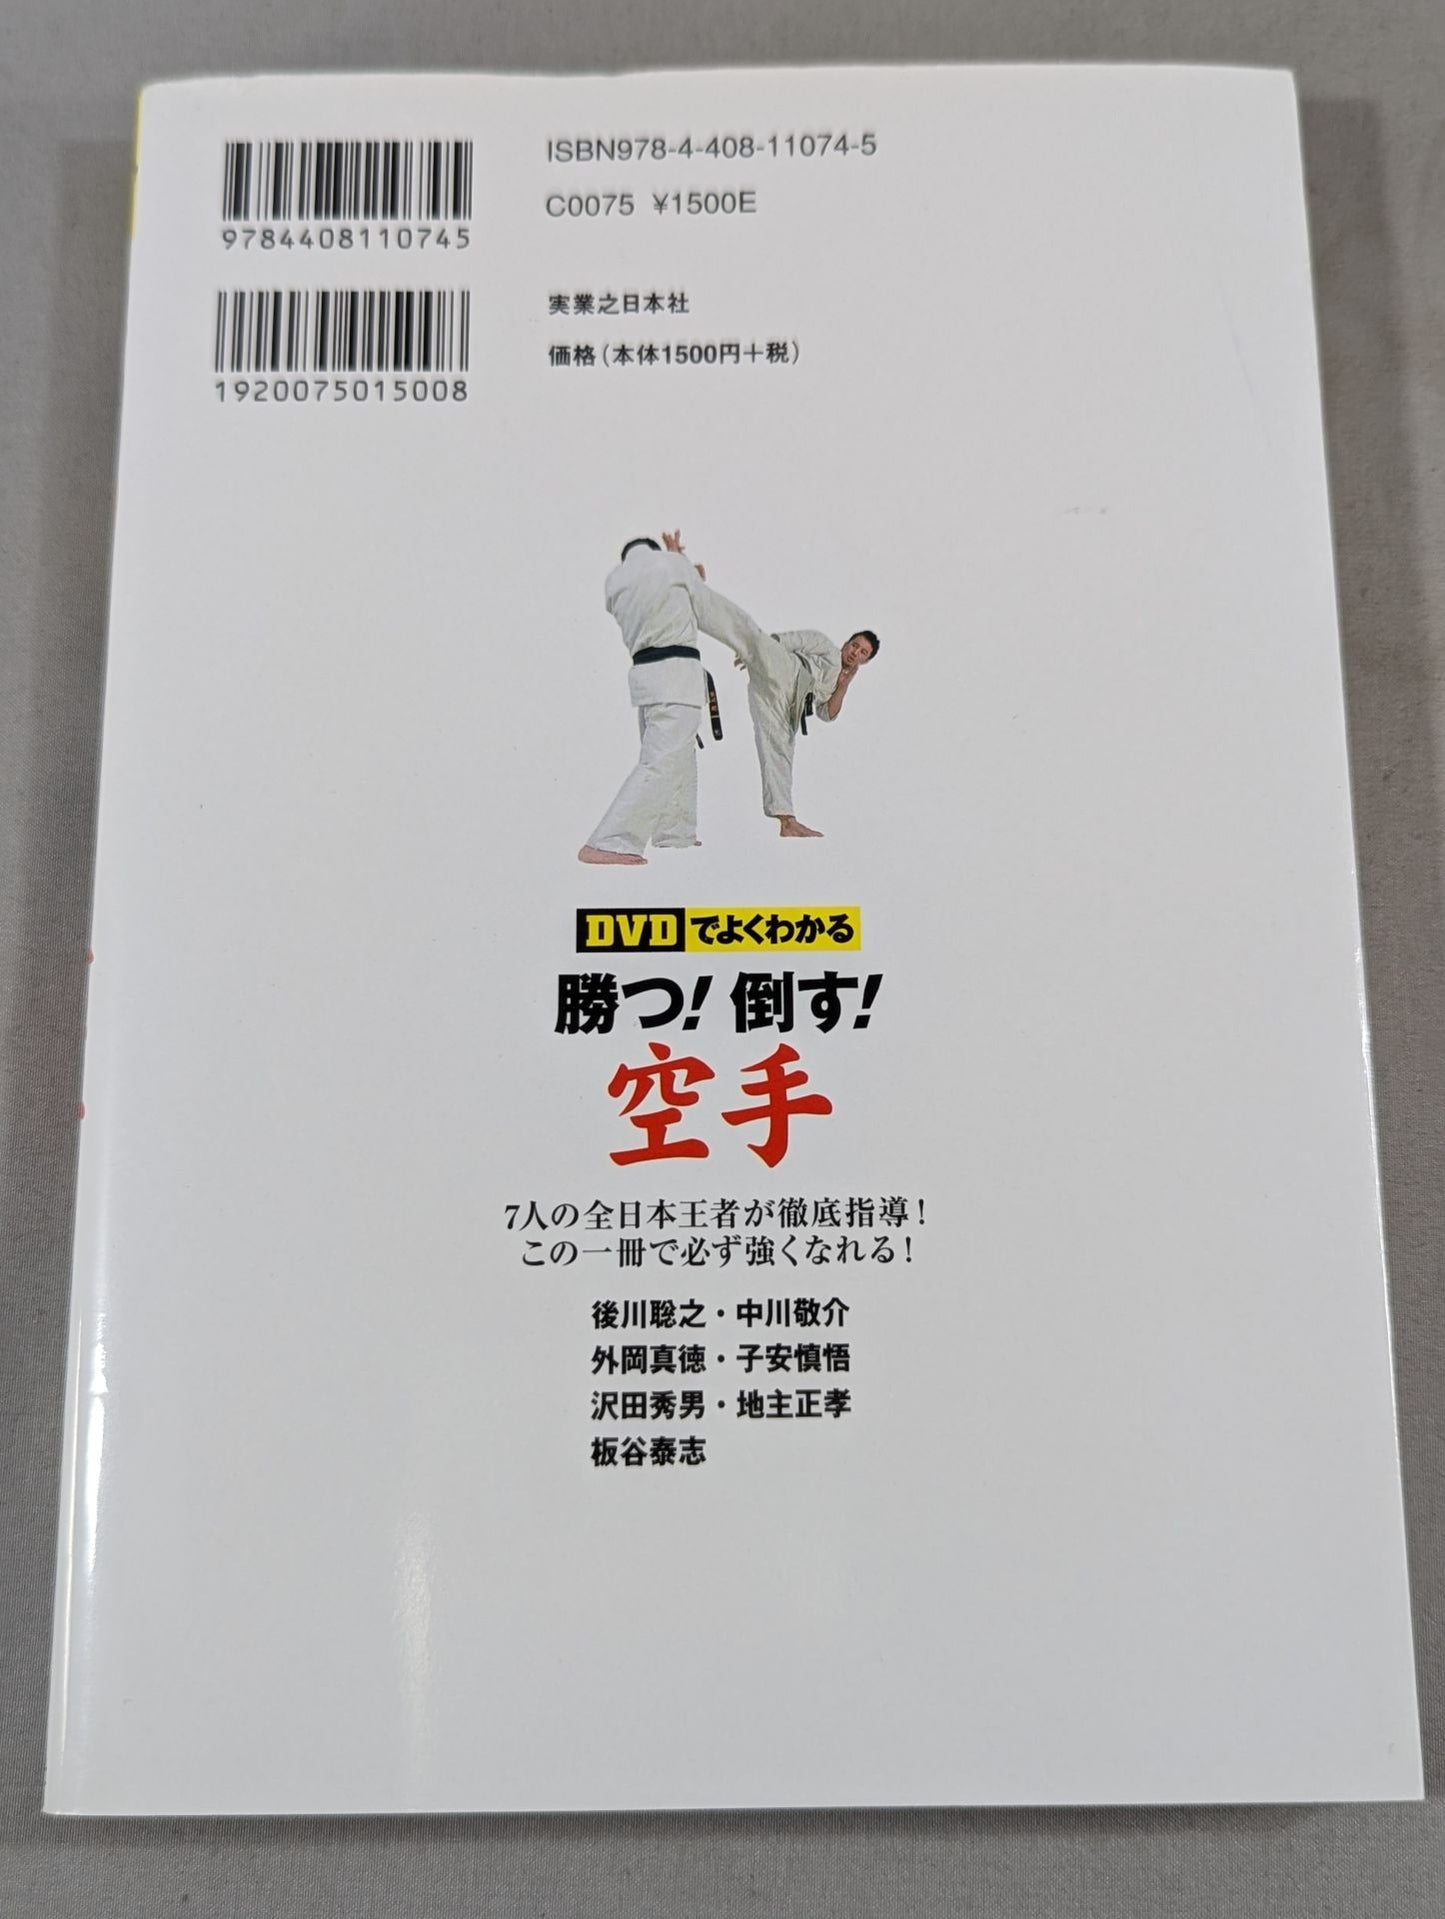 ISBN978-4-408-11074-5
C0075 ¥1500E
9784408110745
実業之日本社
価格(本体1500円+税)
1920075015008
DVDでよくわかる
勝つ!倒す!
空手
7人の全日本王者が徹底指導!
この一冊で必ず強くなれる!
後川聡之・中川敬介
外岡真徳・子安慎悟
沢田秀男・地主正孝
板谷泰志